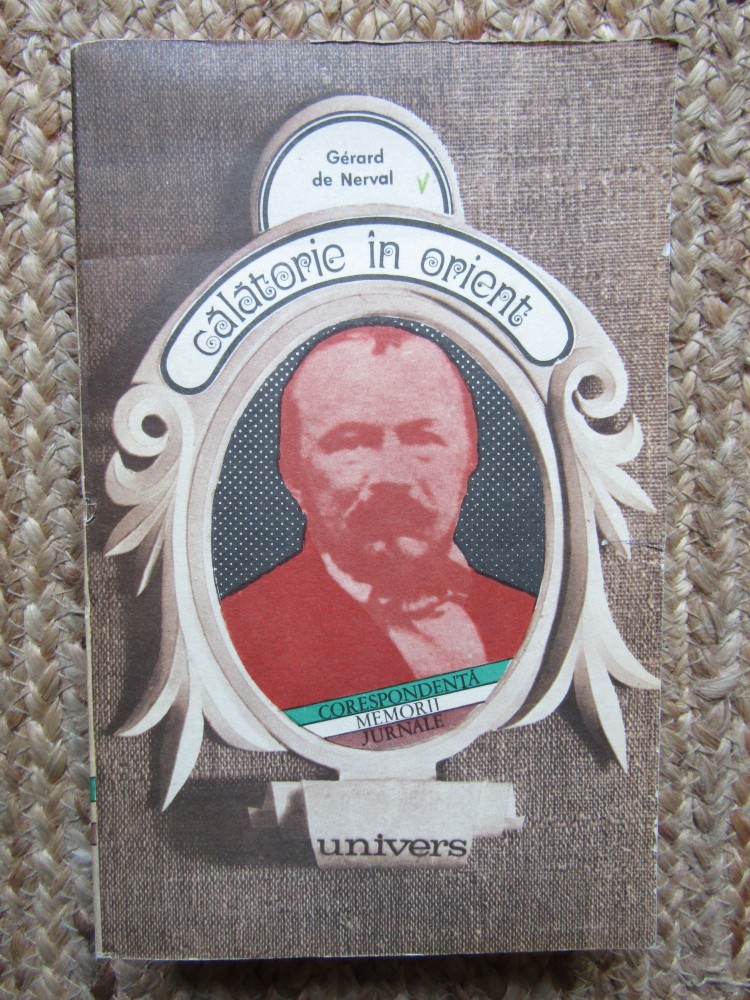 Gérard
de Nerval
călătorie în orient
CORESPONDENȚĂ
MEMORII
JURNALE
univers